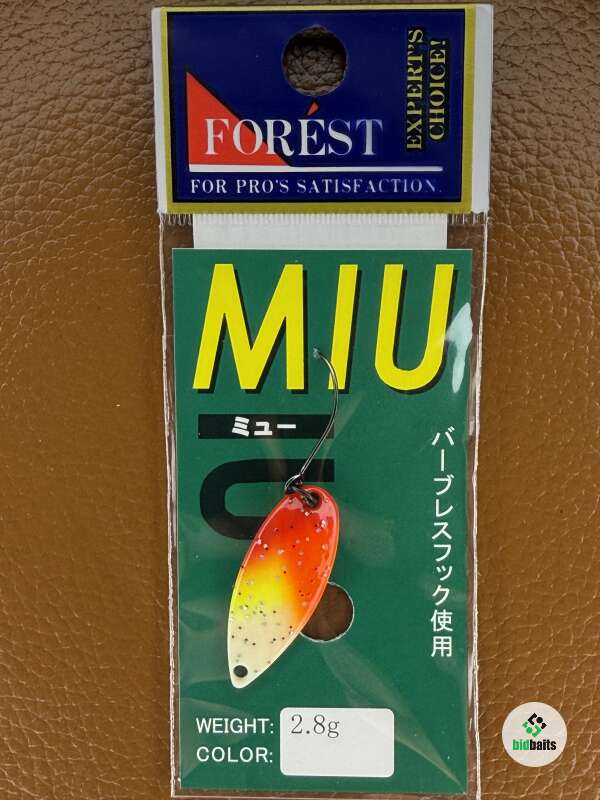 EXPERT'S
CHOICE!
FORÉST
FOR PRO'S SATISFACTION.
MIU
ミュー
バーブレスフック使用
WEIGHT: 2.8g
COLOR:
bidbaits